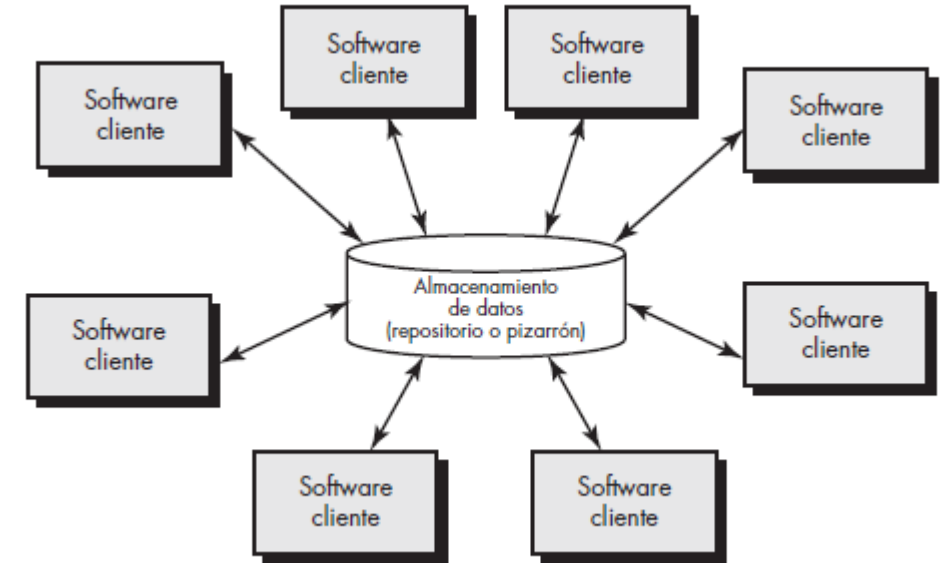 Software
cliente
Software
cliente
Software
cliente
Software
cliente
Almacenamiento
de datos
(repositorio o pizarrón)
Software
cliente
Software
cliente
Software
cliente
Software
cliente